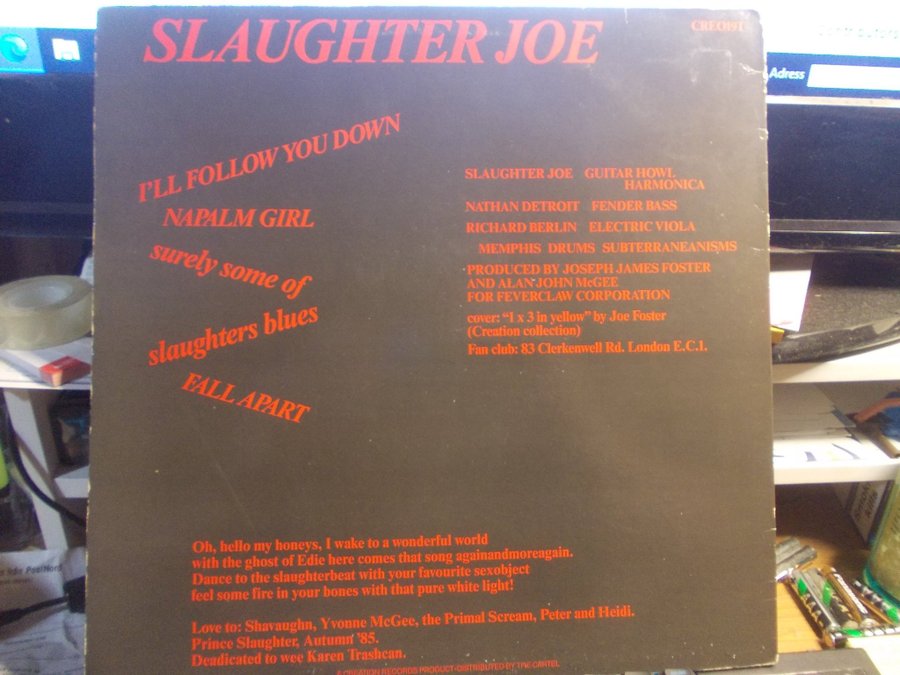 SLAUGHTER JOE
CRE 019T
I'LL FOLLOW YOU DOWN
NAPALM GIRL
surely some of
slaughters blues
FALL APART
SLAUGHTER JOE GUITAR HOWL
HARMONICA
NATHAN DETROIT FENDER BASS
RICHARD BERLIN ELECTRIC VIOLA
MEMPHIS DRUMS SUBTERRANEANISMS
PRODUCED BY JOSEPH JAMES FOSTER
AND ALAN JOHN McGEE
FOR FEVERCLAW CORPORATION
cover: "1 x 3 in yellow" by Joe Foster
(Creation collection)
Fan club: 83 Clerkenwell Rd. London E.C.1.
Oh, hello my honeys, I wake to a wonderful world
with the ghost of Edie here comes that song againandmoreagain.
Dance to the slaughterbeat with your favourite sexobject
feel some fire in your bones with that pure white light!
Love to: Shavaughn, Yvonne McGee, the Primal Scream, Peter and Heidi.
Prince Slaughter, Autumn '85.
Deadicated to wee Karen Trashcan.
A CREATION RECORDS PRODUCT-DISTRIBUTED BY THE CARTEL
Adress
PostNord